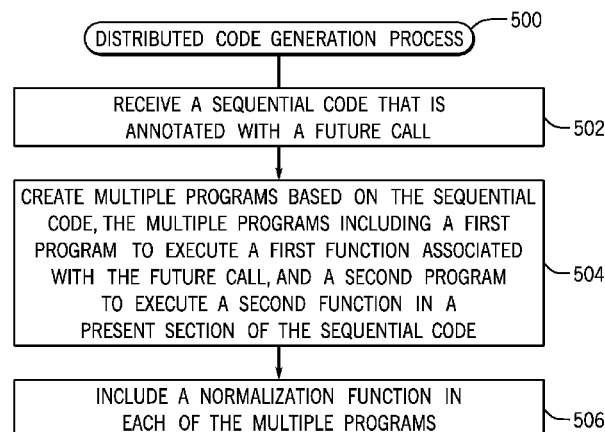 DISTRIBUTED CODE GENERATION PROCESS
500
RECEIVE A SEQUENTIAL CODE THAT IS
ANNOTATED WITH A FUTURE CALL
502
CREATE MULTIPLE PROGRAMS BASED ON THE SEQUENTIAL
CODE, THE MULTIPLE PROGRAMS INCLUDING A FIRST
PROGRAM TO EXECUTE A FIRST FUNCTION ASSOCIATED
WITH THE FUTURE CALL, AND A SECOND PROGRAM
TO EXECUTE A SECOND FUNCTION IN A
PRESENT SECTION OF THE SEQUENTIAL CODE
504
INCLUDE A NORMALIZATION FUNCTION IN
EACH OF THE MULTIPLE PROGRAMS
506